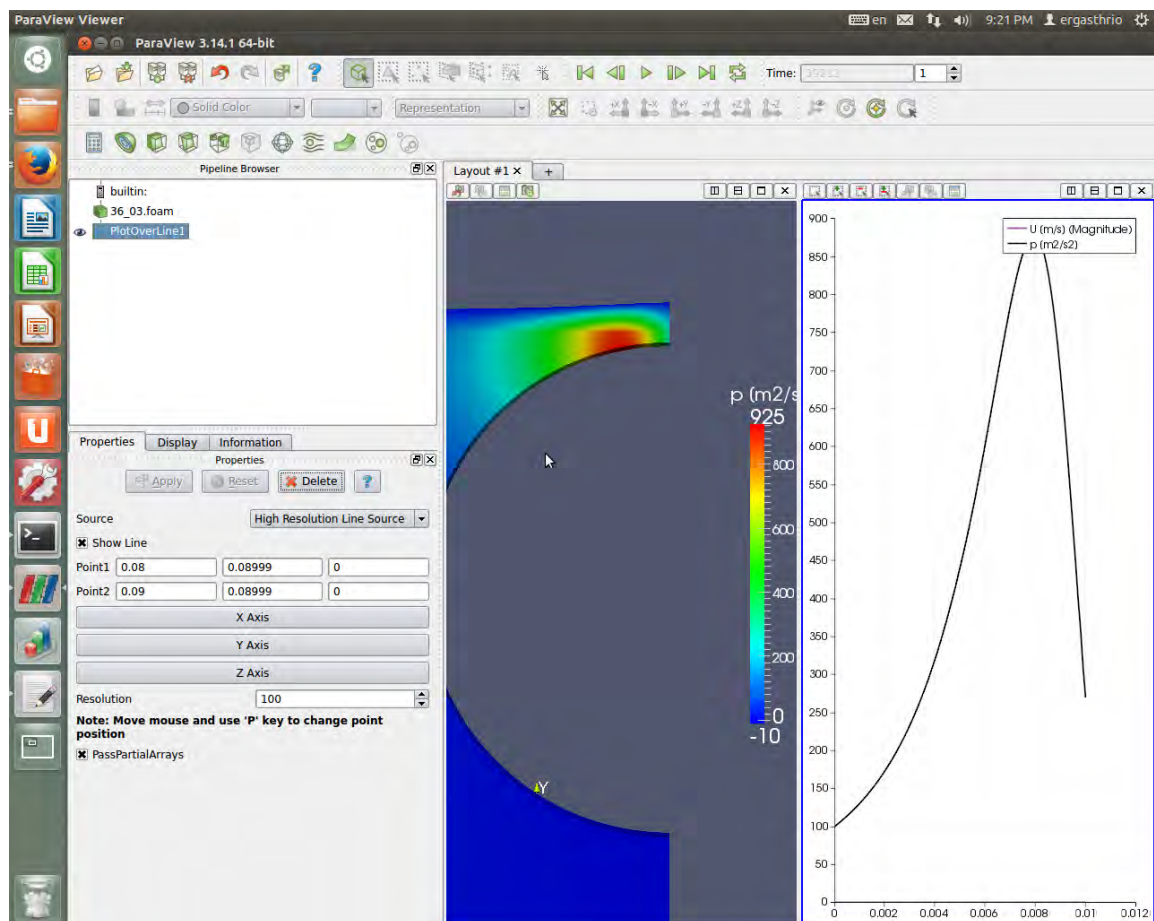 ParaView Viewer
en
9:21 PM
ergasthrio
ParaView 3.14.1 64-bit
Time:
1
Solid Color
Representation
Pipeline Browser
builtin:
36_03.foam
PlotOverLine1
Properties
Display
Information
Properties
Apply
Reset
Delete
Source
High Resolution Line Source
Show Line
Point1
0.08
0.08999
0
Point2
0.09
0.08999
0
X Axis
Y Axis
Z Axis
Resolution
100
Note: Move mouse and use 'P' key to change point
position
PassPartialArrays
Layout #1
p (m2/s
925
800
600
400
200
0
-10
Y
U (m/s) (Magnitude)
p (m2/s2)
900
850
800
750
700
650
600
550
500
450
400
350
300
250
200
150
100
50
0
0
0.002
0.004
0.006
0.008
0.01
0.012